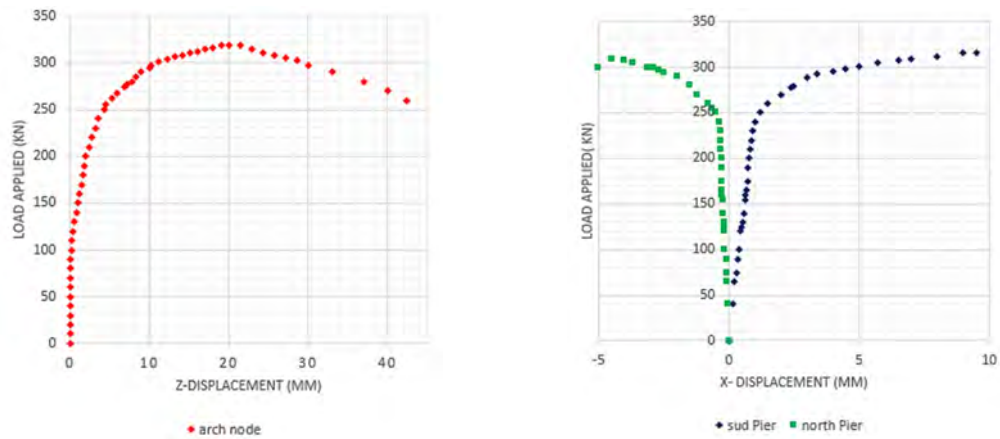 350
300
250
200
150
100
50
0
LOAD APPLIED (KN)
0 10 20 30 40
Z-DISPLACEMENT (MM)
arch node
350
300
250
200
150
100
50
0
LOAD APPLIED( KN)
-5 0 5 10
X- DISPLACEMENT (MM)
sud Pier north Pier